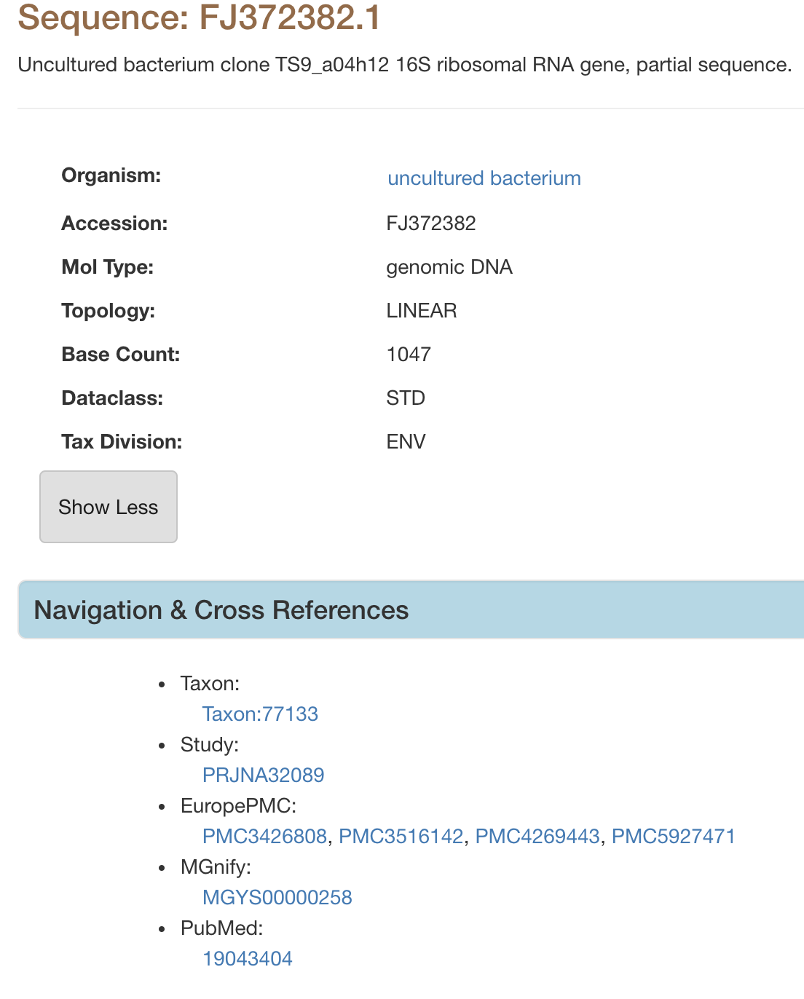 Sequence: FJ372382.1
Uncultured bacterium clone TS9_a04h12 16S ribosomal RNA gene, partial sequence.
Organism: uncultured bacterium
Accession: FJ372382
Mol Type: genomic DNA
Topology: LINEAR
Base Count: 1047
Dataclass: STD
Tax Division: ENV
Show Less
Navigation & Cross References
• Taxon:
Taxon:77133
• Study:
PRJNA32089
• EuropePMC:
PMC3426808, PMC3516142, PMC4269443, PMC5927471
• MGnify:
MGYS00000258
• PubMed:
19043404